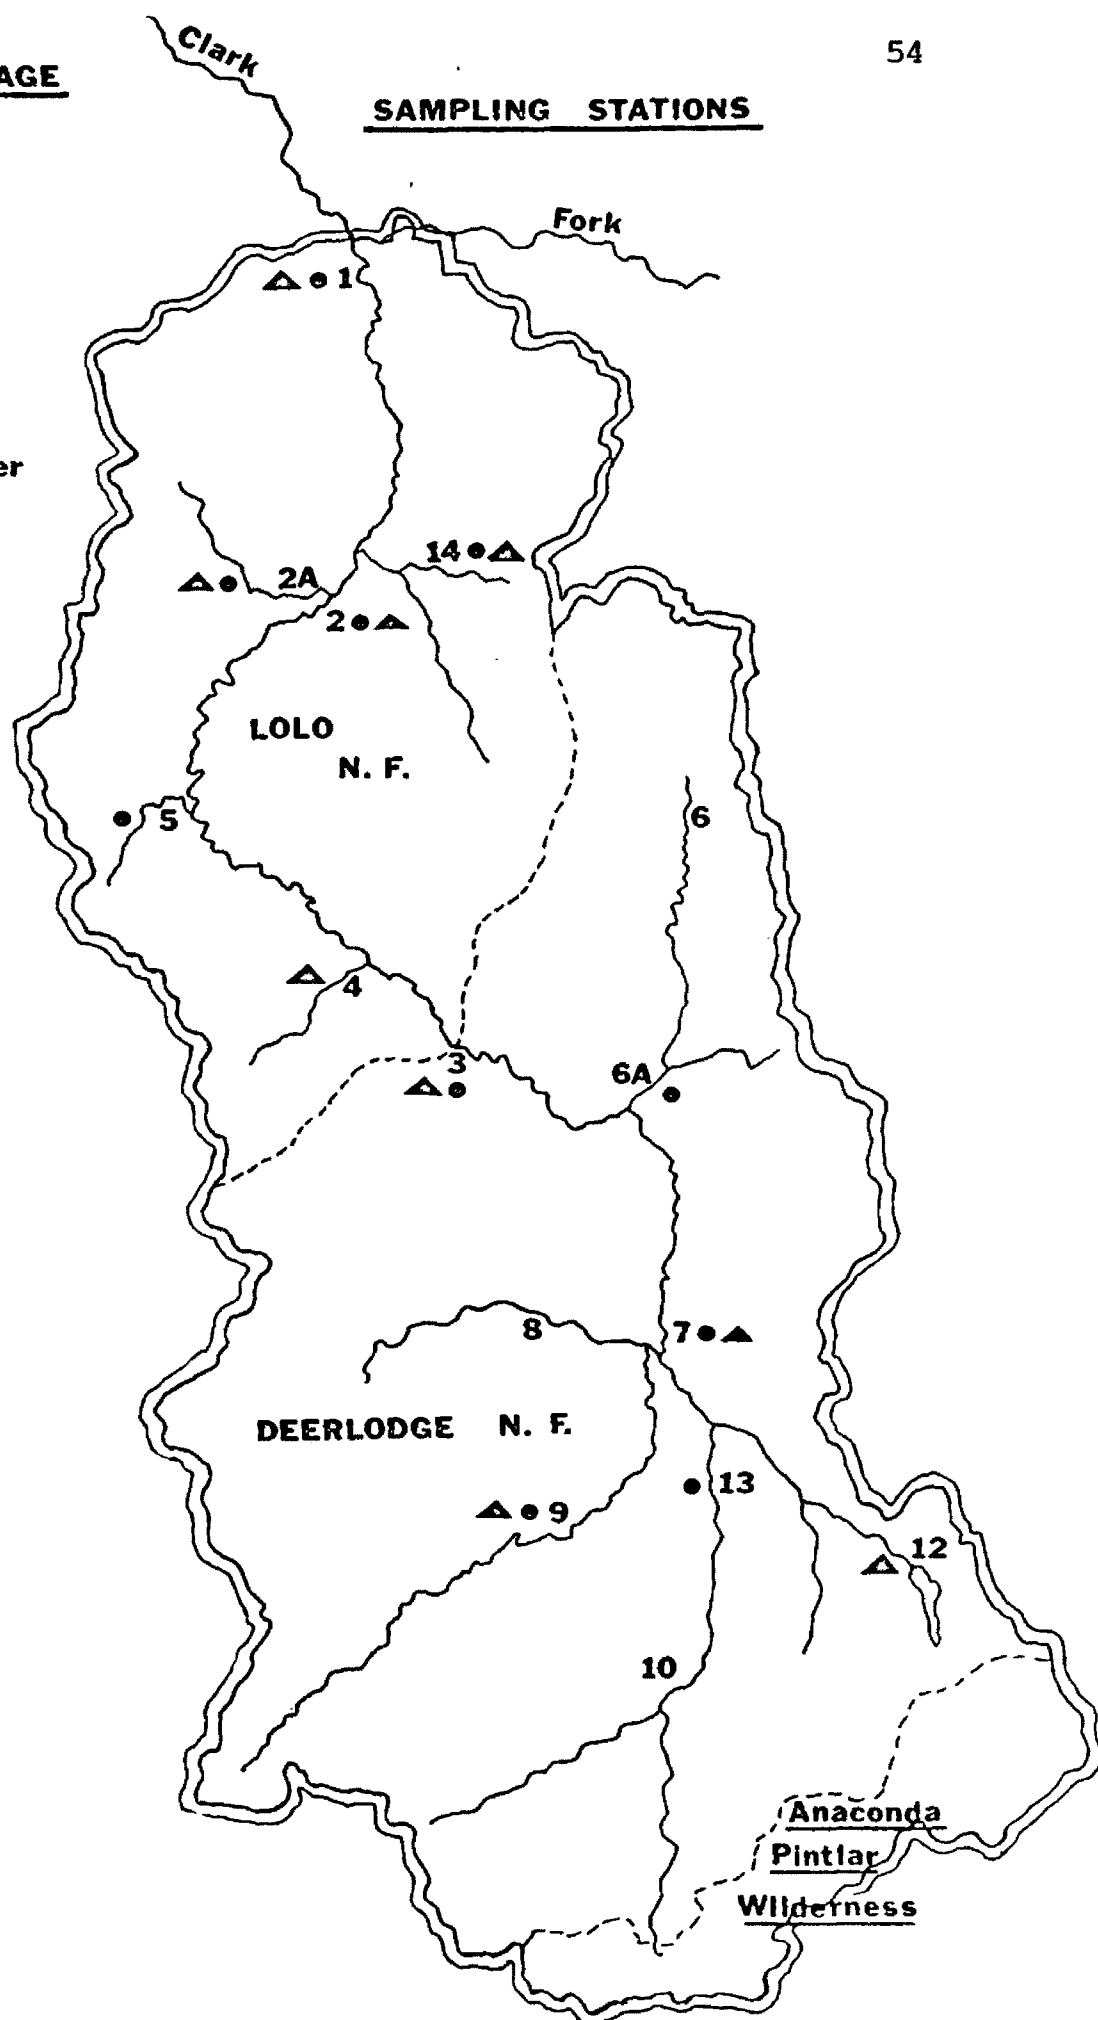 54
AGE
SAMPLING STATIONS
Clark
Fork
1
er
14
2A
2
LOLO
N. F.
5
6
4
3
6A
8
7
DEERLODGE N. F.
13
9
12
10
Anaconda
Pintlar
Wilderness